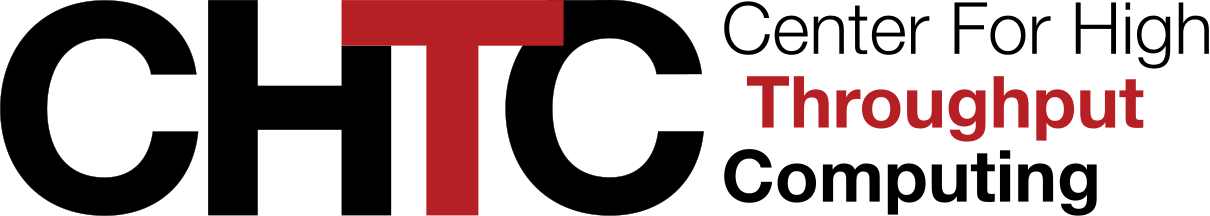 CHTC
Center For High
Throughput
Computing